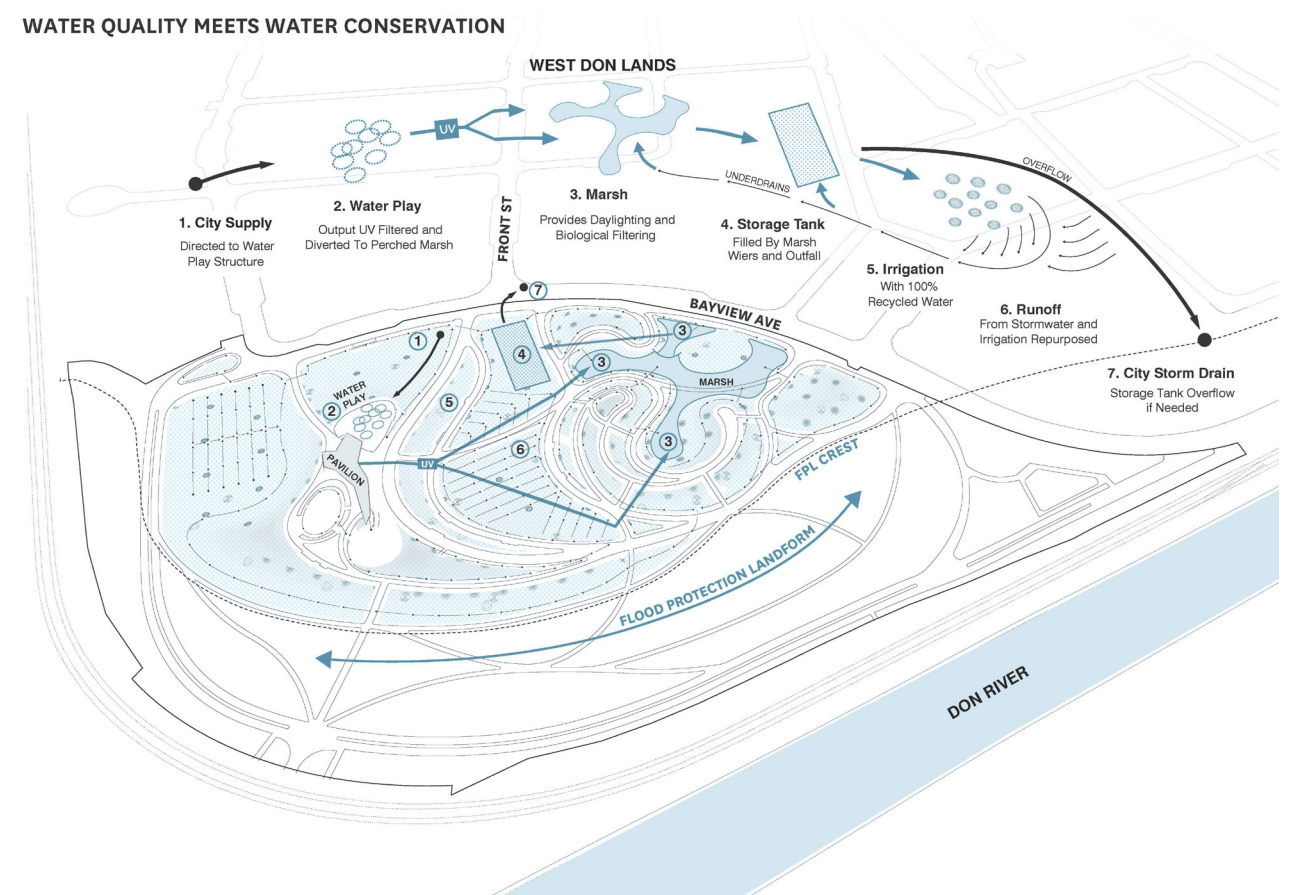 WATER QUALITY MEETS WATER CONSERVATION
WEST DON LANDS
UV
OVERFLOW
UNDERDRAINS
1. City Supply
Directed to Water
Play Structure
2. Water Play
Output UV Filtered and
Diverted To Perched Marsh
3. Marsh
Provides Daylighting and
Biological Filtering
4. Storage Tank
Filled By Marsh
Wiers and Outfall
5. Irrigation
With 100%
Recycled Water
6. Runoff
From Stormwater and
Irrigation Repurposed
7. City Storm Drain
Storage Tank Overflow
if Needed
FRONT ST
7
BAYVIEW AVE
1
4
3
3
MARSH
WATER
PLAY
2
5
6
3
PAVILION
UV
FPL CREST
FLOOD PROTECTION LANDFORM
DON RIVER